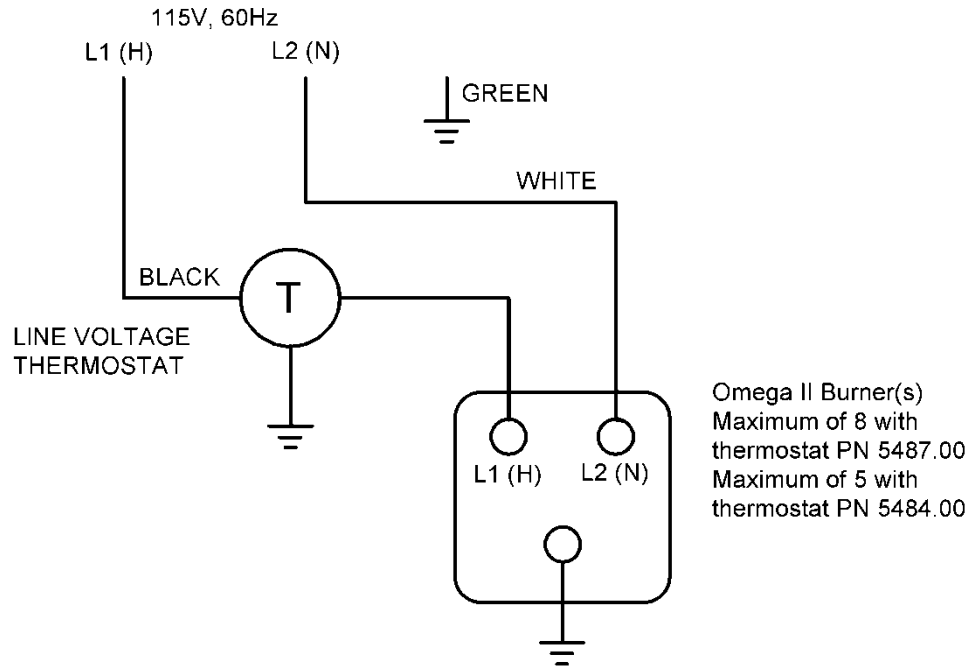 115V, 60Hz
L1 (H)
L2 (N)
GREEN
WHITE
BLACK
T
LINE VOLTAGE
THERMOSTAT
L1 (H)
L2 (N)
Omega II Burner(s)
Maximum of 8 with
thermostat PN 5487.00
Maximum of 5 with
thermostat PN 5484.00